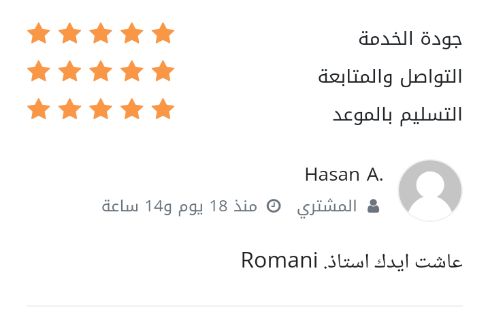 جودة الخدمة
التواصل والمتابعة
التسليم بالموعد
Hasan A.
المشتري منذ 18 يوم و14 ساعة
عاشت ايدك استاذ. Romani